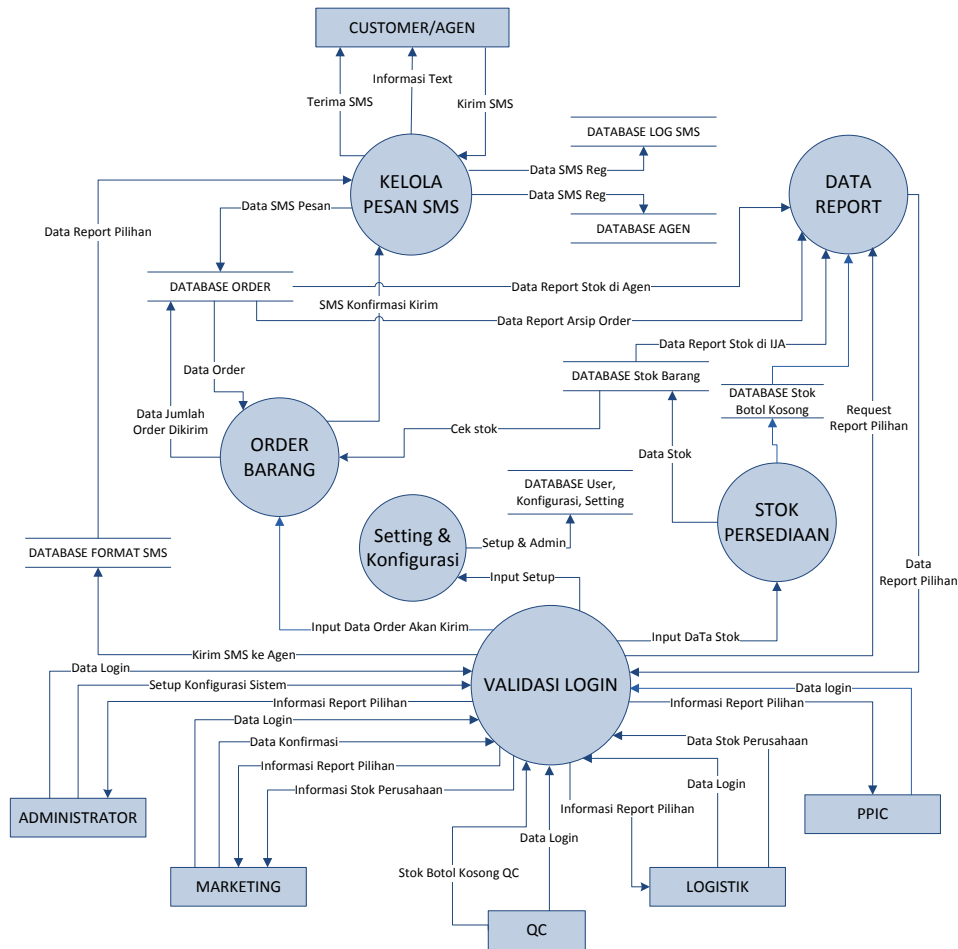 CUSTOMER/AGEN
Informasi Text
Terima SMS
Kirim SMS
DATABASE LOG SMS
KELOLA
PESAN SMS
Data SMS Reg
DATA
REPORT
Data SMS Reg
Data SMS Pesan
Data Report Pilihan
DATABASE AGEN
DATABASE ORDER
Data Report Stok di Agen
SMS Konfirmasi Kirim
Data Report Arsip Order
Data Report Stok di IJA
Data Order
DATABASE Stok Barang
DATABASE Stok
Botol Kosong
Data Jumlah
Order Dikirim
Request
Report Pilihan
ORDER
BARANG
Cek stok
Data Stok
DATABASE User,
Konfigurasi, Setting
STOK
PERSEDIAAN
Setting &
Konfigurasi
Setup & Admin
DATABASE FORMAT SMS
Data
Report Pilihan
Input Setup
Input Data Order Akan Kirim
Input DaTa Stok
Kirim SMS ke Agen
Data Login
VALIDASI LOGIN
Setup Konfigurasi Sistem
Data login
Informasi Report Pilihan
Informasi Report Pilihan
Data Login
Data Konfirmasi
Data Stok Perusahaan
Informasi Report Pilihan
Data Login
Informasi Stok Perusahaan
Informasi Report Pilihan
ADMINISTRATOR
PPIC
Data Login
Stok Botol Kosong QC
MARKETING
LOGISTIK
QC